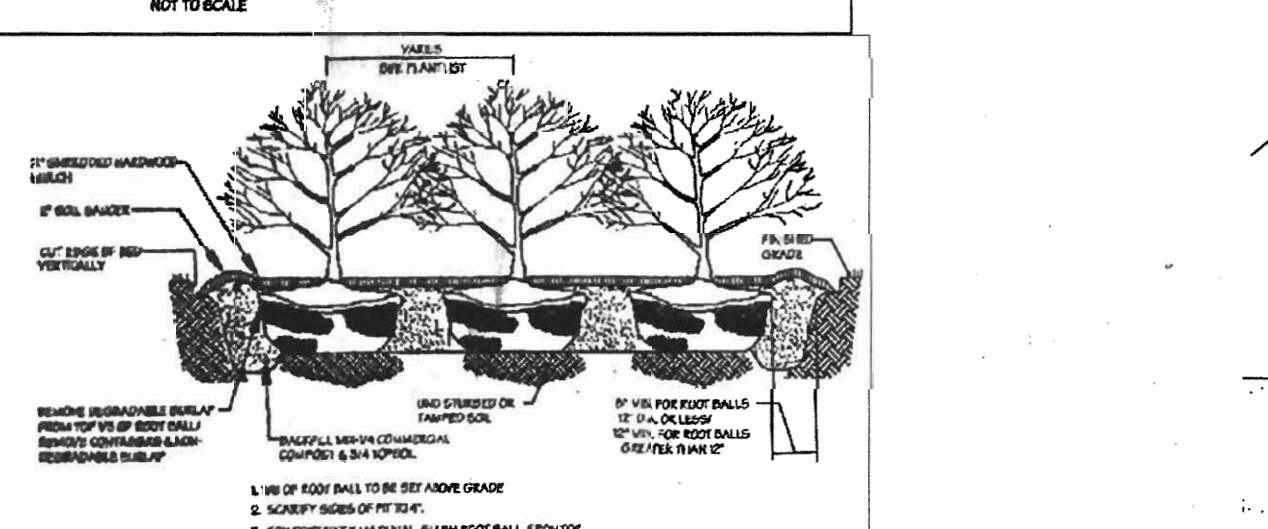 NOT TO SCALE
VARIES
SEE PLANT LIST
SHREDDED HARDWOOD
MULCH
SOIL SAUCER
CUT EDGE OF BED
VERTICALLY
FINISHED
GRADE
REMOVE DEGRADABLE BURLAP
FROM TOP 1/3 OF ROOT BALL/
REMOVE CONTAINERS & NON-
DEGRADABLE BURLAP
BACKFILL MIX-1/4 COMMERCIAL
COMPOST & 3/4 TOPSOIL
UNDISTURBED OR
TAMPED SOIL
MIN. FOR ROOT BALLS
12" DIA. OR LESS/
12" MIN. FOR ROOT BALLS
GREATER THAN 12"
1. OF ROOT BALL TO BE SET ABOVE GRADE
2. SCARIFY SIDES OF PIT TO 4".
ROOT BALL FROM TOP